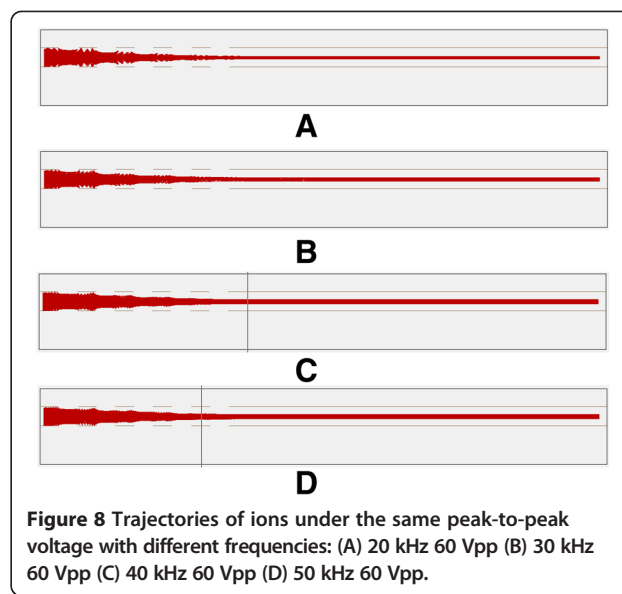 A
B
C
D
Figure 8 Trajectories of ions under the same peak-to-peak
voltage with different frequencies: (A) 20 kHz 60 Vpp (B) 30 kHz
60 Vpp (C) 40 kHz 60 Vpp (D) 50 kHz 60 Vpp.